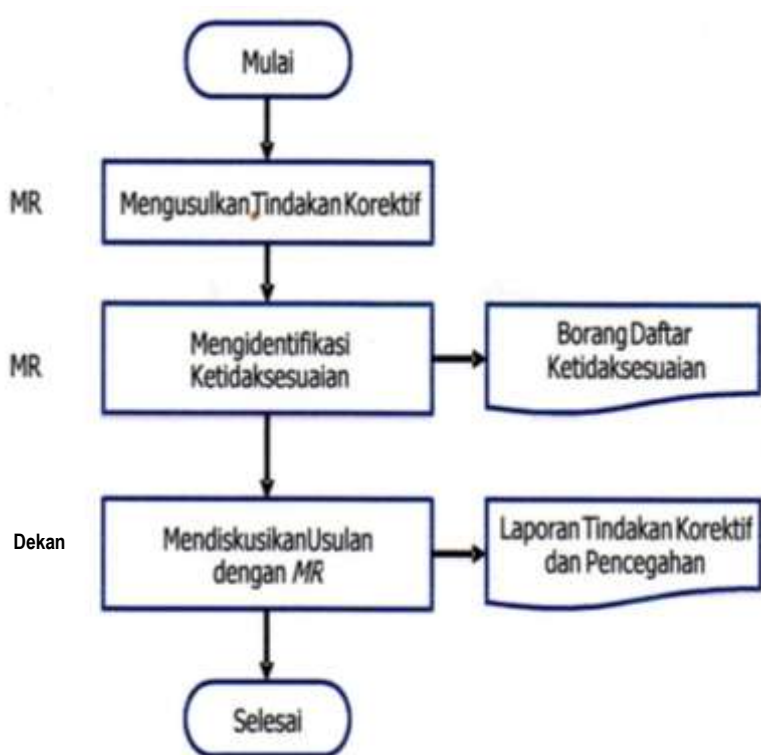 Mulai
MR
Mengusulkan Tindakan Korektif
MR
Mengidentifikasi
Ketidaksesuaian
Borang Daftar
Ketidaksesuaian
Dekan
Mendiskusikan Usulan
dengan MR
Laporan Tindakan Korektif
dan Pencegahan
Selesai